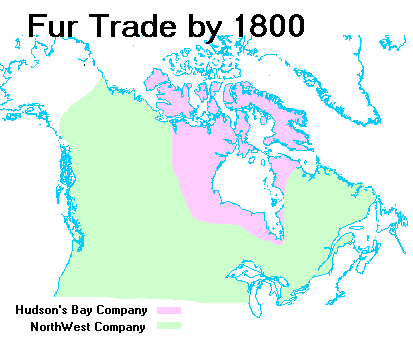 Fur Trade by 1800
Hudson's Bay Company
NorthWest Company